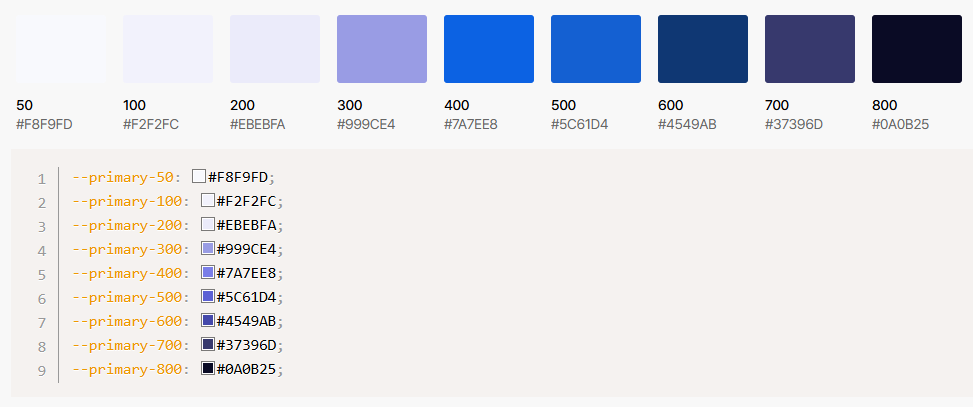 50 100 200 300 400 500 600 700 800
#F8F9FD #F2F2FC #EBEBFA #999CE4 #7A7EE8 #5C61D4 #4549AB #37396D #0A0B25
1 --primary-50: #F8F9FD;
2 --primary-100: #F2F2FC;
3 --primary-200: #EBEBFA;
4 --primary-300: #999CE4;
5 --primary-400: #7A7EE8;
6 --primary-500: #5C61D4;
7 --primary-600: #4549AB;
8 --primary-700: #37396D;
9 --primary-800: #0A0B25;